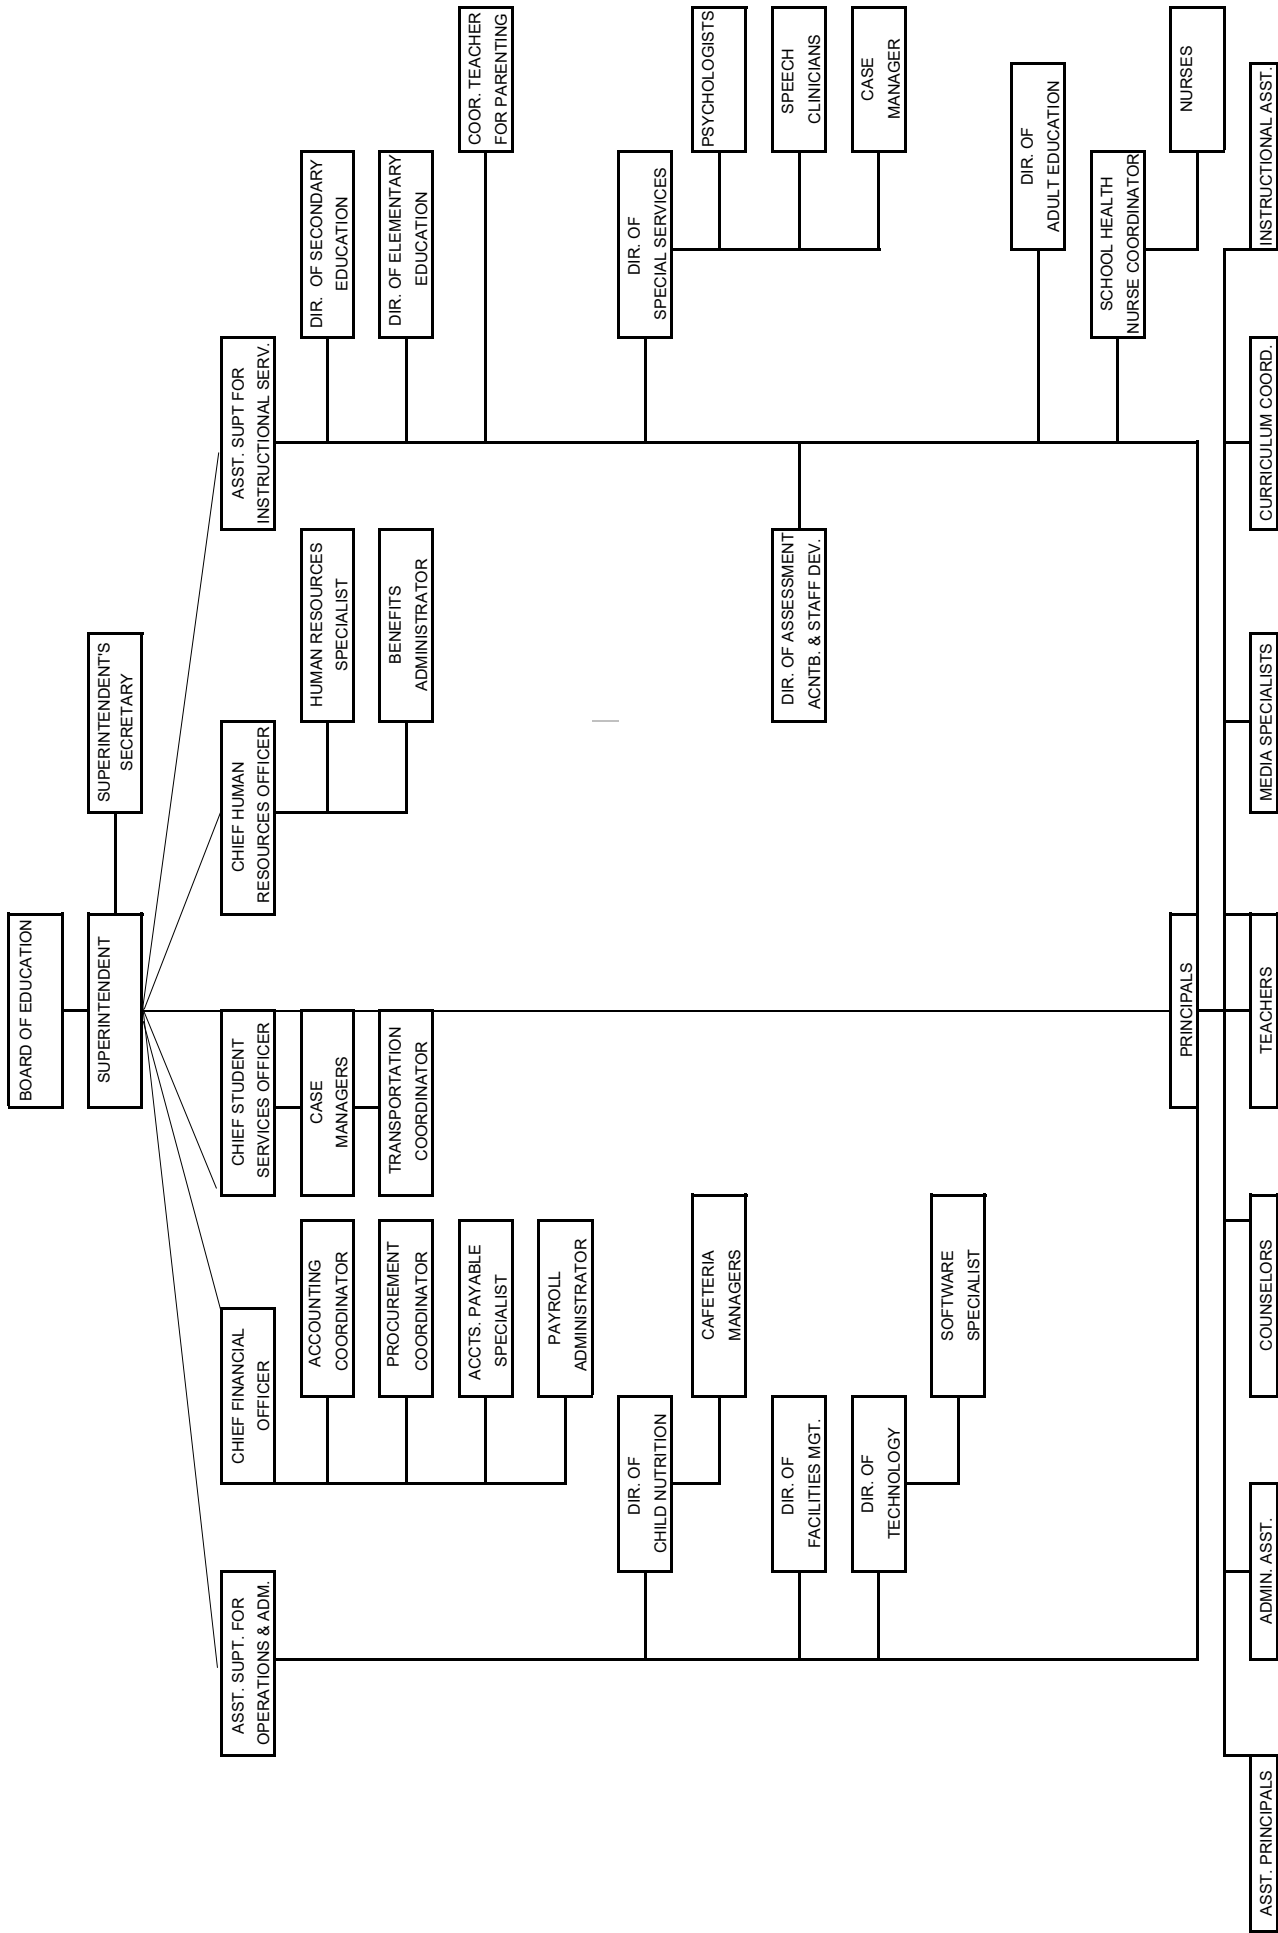 BOARD OF EDUCATION
SUPERINTENDENT
SUPERINTENDENT'S
SECRETARY
ASST. SUPT. FOR
OPERATIONS & ADM.
CHIEF FINANCIAL
OFFICER
CHIEF STUDENT
SERVICES OFFICER
CHIEF HUMAN
RESOURCES OFFICER
ASST. SUPT FOR
INSTRUCTIONAL SERV.
ACCOUNTING
COORDINATOR
CASE
MANAGERS
HUMAN RESOURCES
SPECIALIST
DIR. OF SECONDARY
EDUCATION
PROCUREMENT
COORDINATOR
TRANSPORTATION
COORDINATOR
BENEFITS
ADMINISTRATOR
DIR. OF ELEMENTARY
EDUCATION
ACCTS. PAYABLE
SPECIALIST
COOR. TEACHER
FOR PARENTING
PAYROLL
ADMINISTRATOR
DIR. OF
CHILD NUTRITION
DIR. OF
SPECIAL SERVICES
CAFETERIA
MANAGERS
PSYCHOLOGISTS
DIR. OF
FACILITIES MGT.
DIR. OF ASSESSMENT
ACNTB. & STAFF DEV.
SPEECH
CLINICIANS
DIR. OF
TECHNOLOGY
CASE
MANAGER
SOFTWARE
SPECIALIST
DIR. OF
ADULT EDUCATION
SCHOOL HEALTH
NURSE COORDINATOR
PRINCIPALS
NURSES
ASST. PRINCIPALS
ADMIN. ASST.
COUNSELORS
TEACHERS
MEDIA SPECIALISTS
CURRICULUM COORD.
INSTRUCTIONAL ASST.